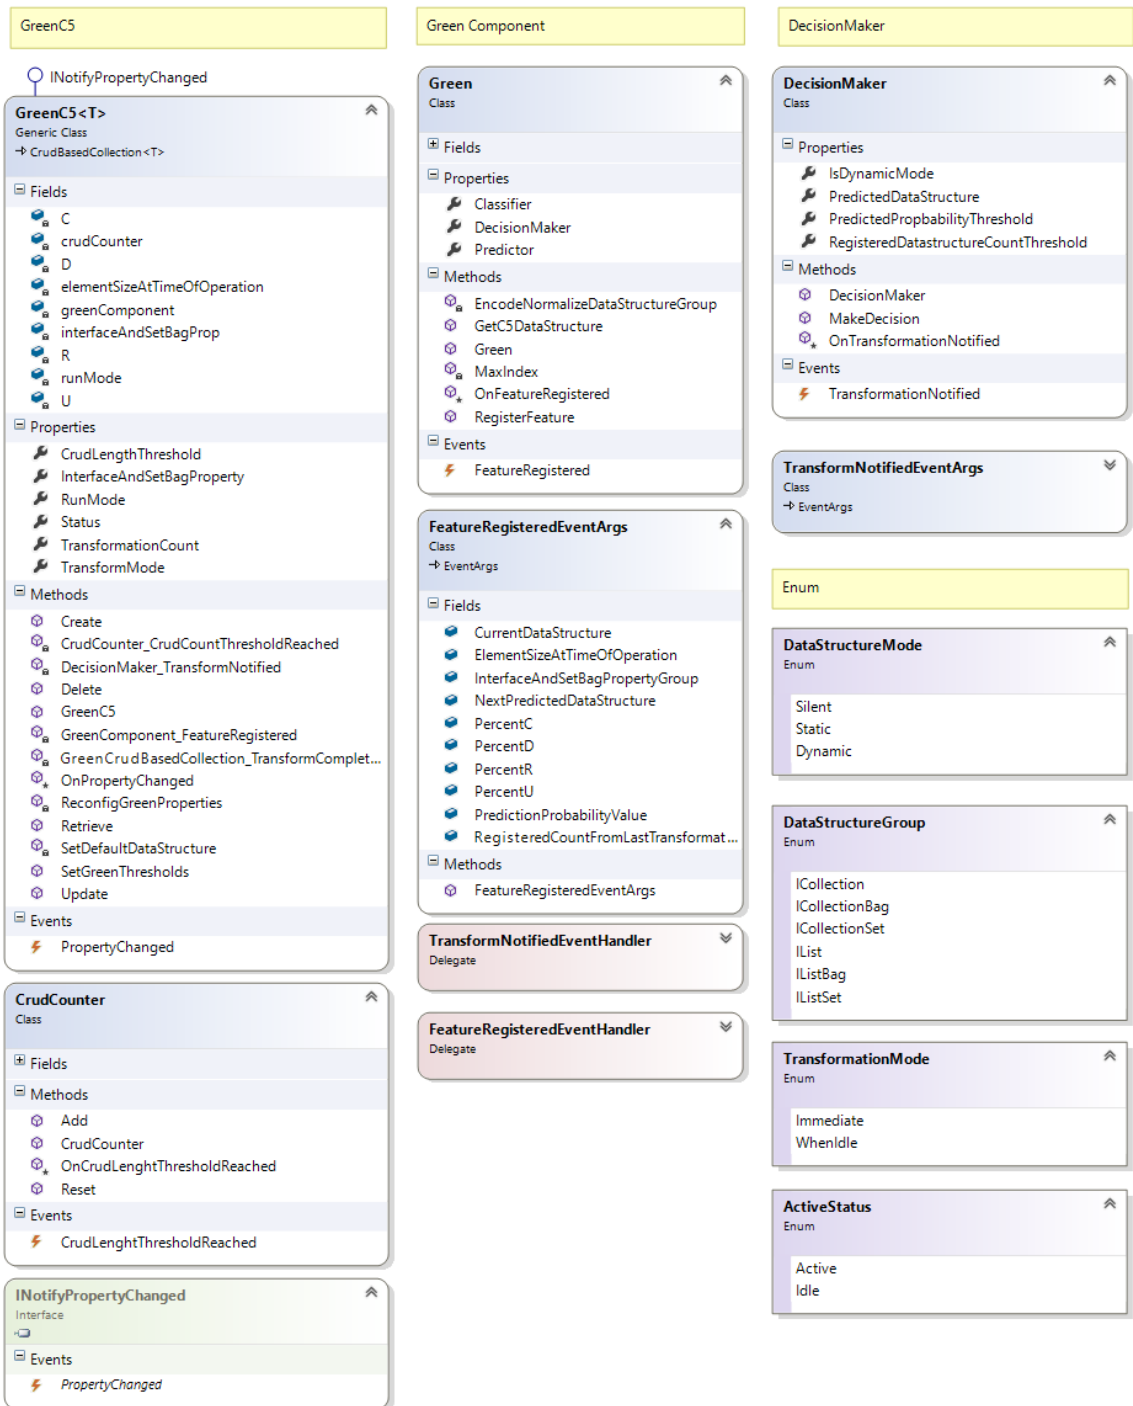 GreenC5
INotifyPropertyChanged
GreenC5<T>
Generic Class
CrudBasedCollection<T>
Fields
C
crudCounter
D
elementSizeAtTimeOfOperation
greenComponent
interfaceAndSetBagProp
R
runMode
U
Properties
CrudLengthThreshold
InterfaceAndSetBagProperty
RunMode
Status
TransformationCount
TransformMode
Methods
Create
CrudCounter_CrudCountThresholdReached
DecisionMaker_TransformNotified
Delete
GreenC5
GreenComponent_FeatureRegistered
GreenCrudBasedCollection_TransformComplet...
OnPropertyChanged
ReconfigGreenProperties
Retrieve
SetDefaultDataStructure
SetGreenThresholds
Update
Events
PropertyChanged
CrudCounter
Class
Fields
Methods
Add
CrudCounter
OnCrudLenghtThresholdReached
Reset
Events
CrudLenghtThresholdReached
INotifyPropertyChanged
Interface
Events
PropertyChanged
Green Component
Green
Class
Fields
Properties
Classifier
DecisionMaker
Predictor
Methods
EncodeNormalizeDataStructureGroup
GetC5DataStructure
Green
MaxIndex
OnFeatureRegistered
RegisterFeature
Events
FeatureRegistered
FeatureRegisteredEventArgs
Class
EventArgs
Fields
CurrentDataStructure
ElementSizeAtTimeOfOperation
InterfaceAndSetBagPropertyGroup
NextPredictedDataStructure
PercentC
PercentD
PercentR
PercentU
PredictionProbabilityValue
RegisteredCountFromLastTransformat...
Methods
FeatureRegisteredEventArgs
TransformNotifiedEventHandler
Delegate
FeatureRegisteredEventHandler
Delegate
DecisionMaker
DecisionMaker
Class
Properties
IsDynamicMode
PredictedDataStructure
PredictedPropbabilityThreshold
RegisteredDatastructureCountThreshold
Methods
DecisionMaker
MakeDecision
OnTransformationNotified
Events
TransformationNotified
TransformNotifiedEventArgs
Class
EventArgs
Enum
DataStructureMode
Enum
Silent
Static
Dynamic
DataStructureGroup
Enum
ICollection
ICollectionBag
ICollectionSet
IList
IListBag
IListSet
TransformationMode
Enum
Immediate
WhenIdle
ActiveStatus
Enum
Active
Idle